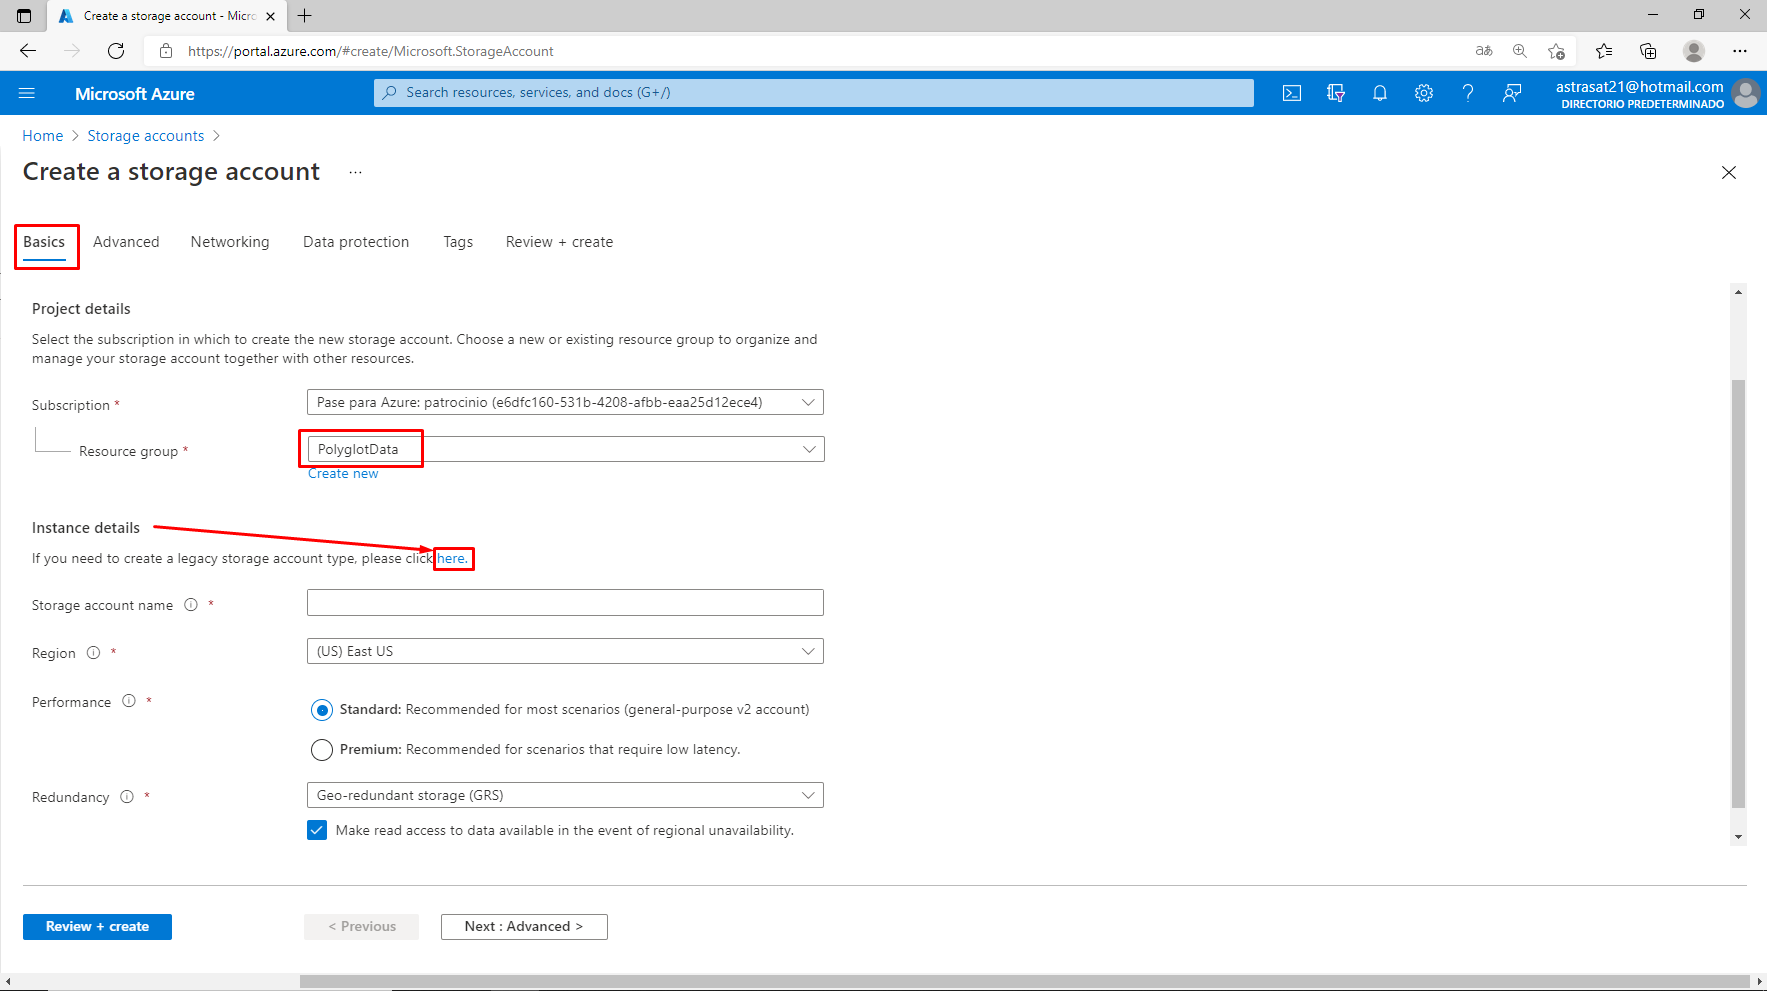 Create a storage account - Micro
https://portal.azure.com/#create/Microsoft.StorageAccount
Microsoft Azure
Search resources, services, and docs (G+/)
astrasat21@hotmail.com
DIRECTORIO PREDETERMINADO
Home > Storage accounts >
Create a storage account ...
Basics
Advanced
Networking
Data protection
Tags
Review + create
Project details
Select the subscription in which to create the new storage account. Choose a new or existing resource group to organize and
manage your storage account together with other resources.
Subscription *
Pase para Azure: patrocinio (e6dfc160-531b-4208-afbb-eaa25d12ece4)
Resource group *
PolyglotData
Create new
Instance details
If you need to create a legacy storage account type, please click here.
Storage account name *
Region *
(US) East US
Performance *
Standard: Recommended for most scenarios (general-purpose v2 account)
Premium: Recommended for scenarios that require low latency.
Redundancy *
Geo-redundant storage (GRS)
Make read access to data available in the event of regional unavailability.
Review + create
< Previous
Next : Advanced >